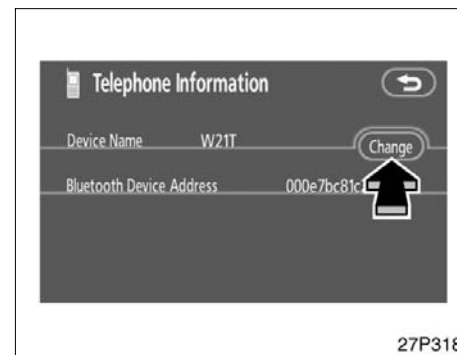 Telephone Information
Device Name W21T
Change
Bluetooth Device Address
27P318